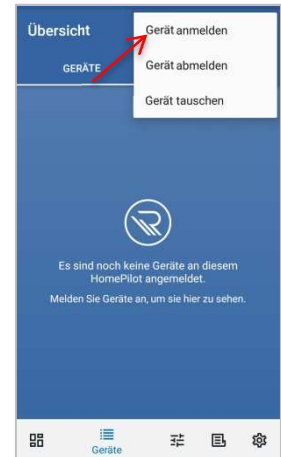 Übersicht
Gerät anmelden
GERÄTE
Gerät abmelden
Gerät tauschen
Es sind noch keine Geräte an diesem
HomePilot angemeldet.
Melden Sie Geräte an, um sie hier zu sehen.
Geräte